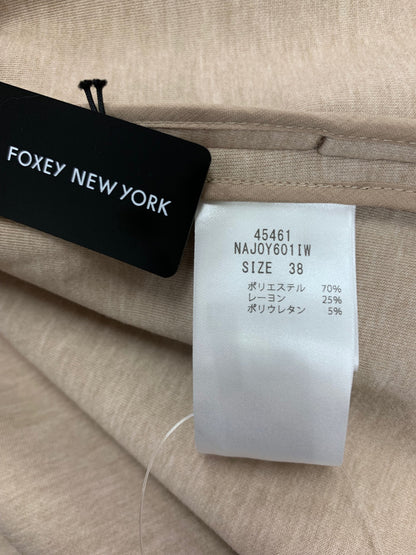 FOXEY NEW YORK
45461
NAJOY601IW
SIZE 38
ポリエステル 70%
レーヨン 25%
ポリウレタン 5%